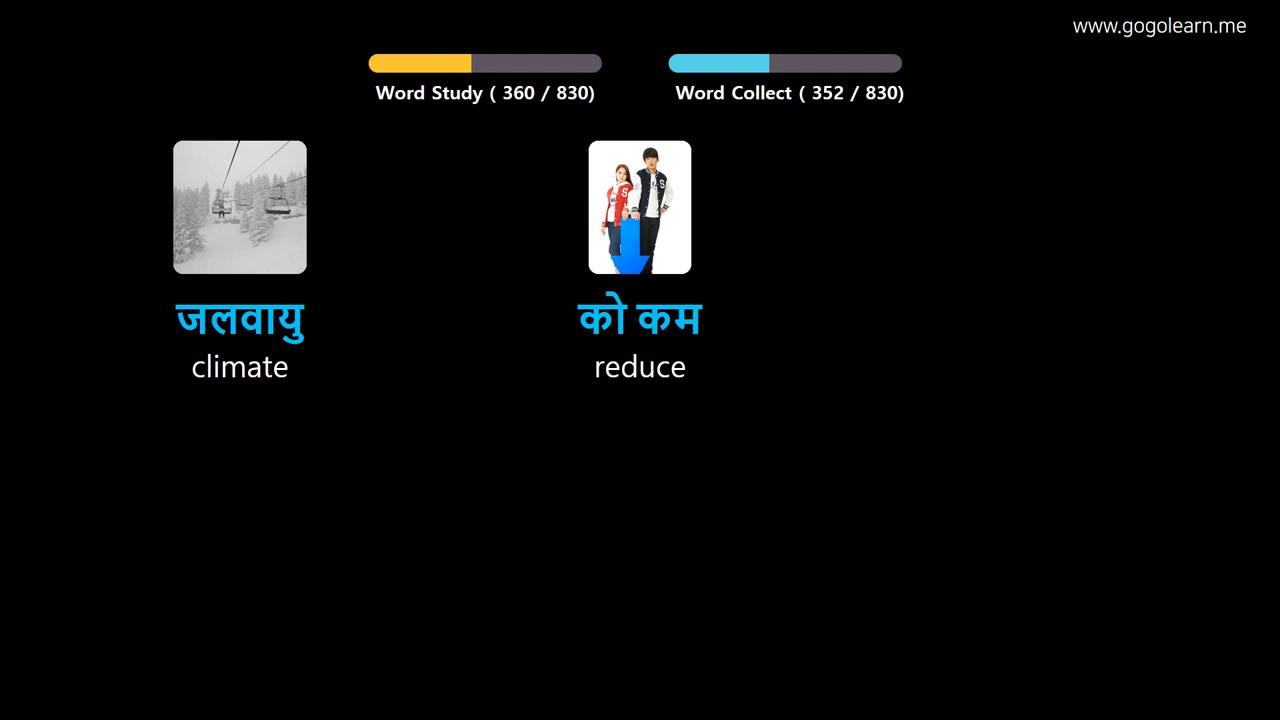 www.gogolearn.me
Word Study ( 360 / 830)
Word Collect ( 352 / 830)
जलवायु
climate
को कम
reduce